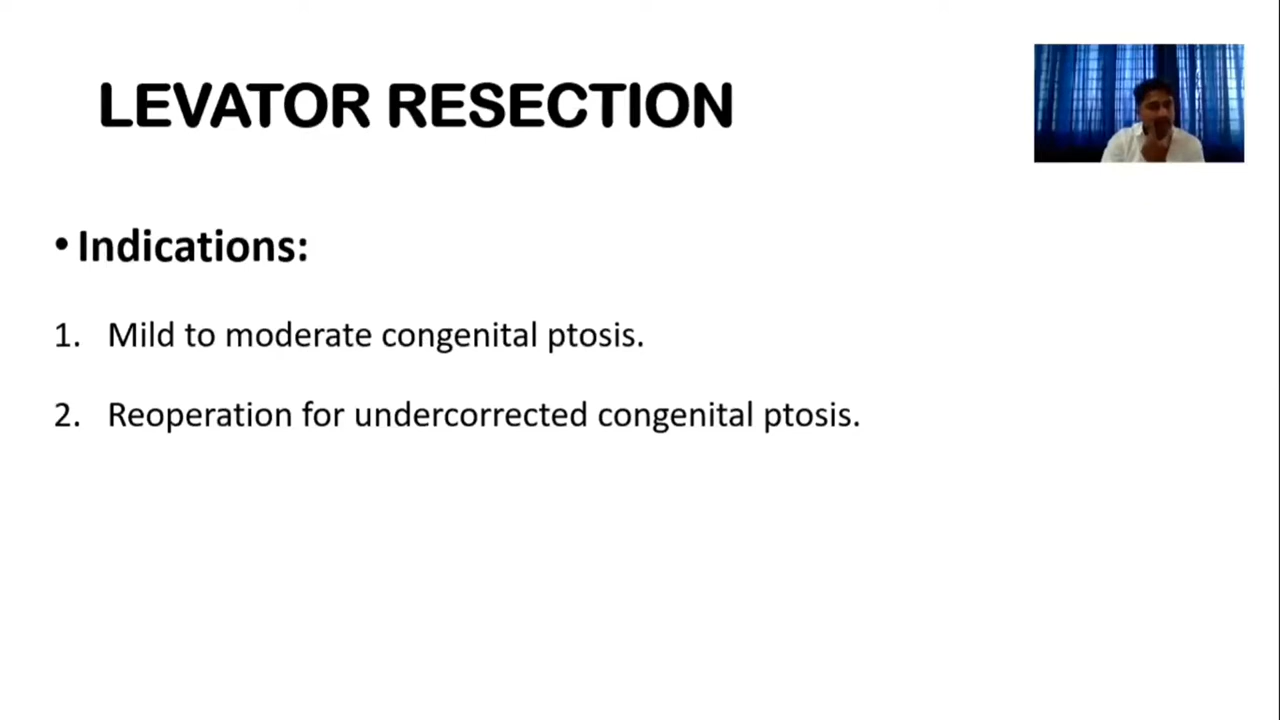 LEVATOR RESECTION
• Indications:
1. Mild to moderate congenital ptosis.
2. Reoperation for undercorrected congenital ptosis.